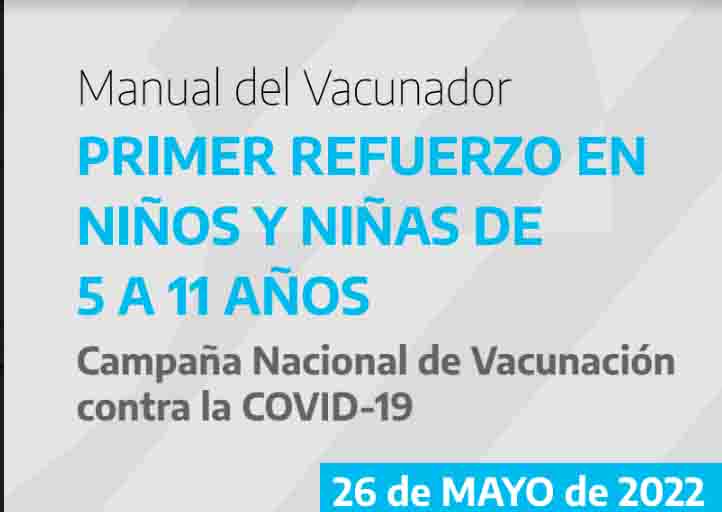 Manual del Vacunador
PRIMER REFUERZO EN
NIÑOS Y NIÑAS DE
5 A 11 AÑOS
Campaña Nacional de Vacunación
contra la COVID-19
26 de MAYO de 2022